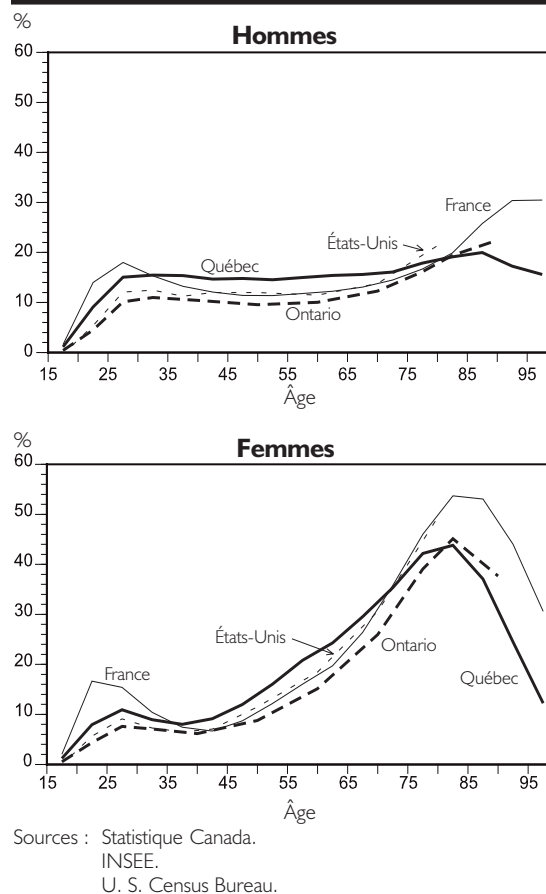 %
Hommes
60
50
40
30
France
États-Unis
20
Québec
10
Ontario
0
15 25 35 45 55 65 75 85 95
Âge
%
Femmes
60
50
40
30
États-Unis
Ontario
20
France
Québec
10
0
15 25 35 45 55 65 75 85 95
Âge
Sources : Statistique Canada.
INSEE.
U. S. Census Bureau.